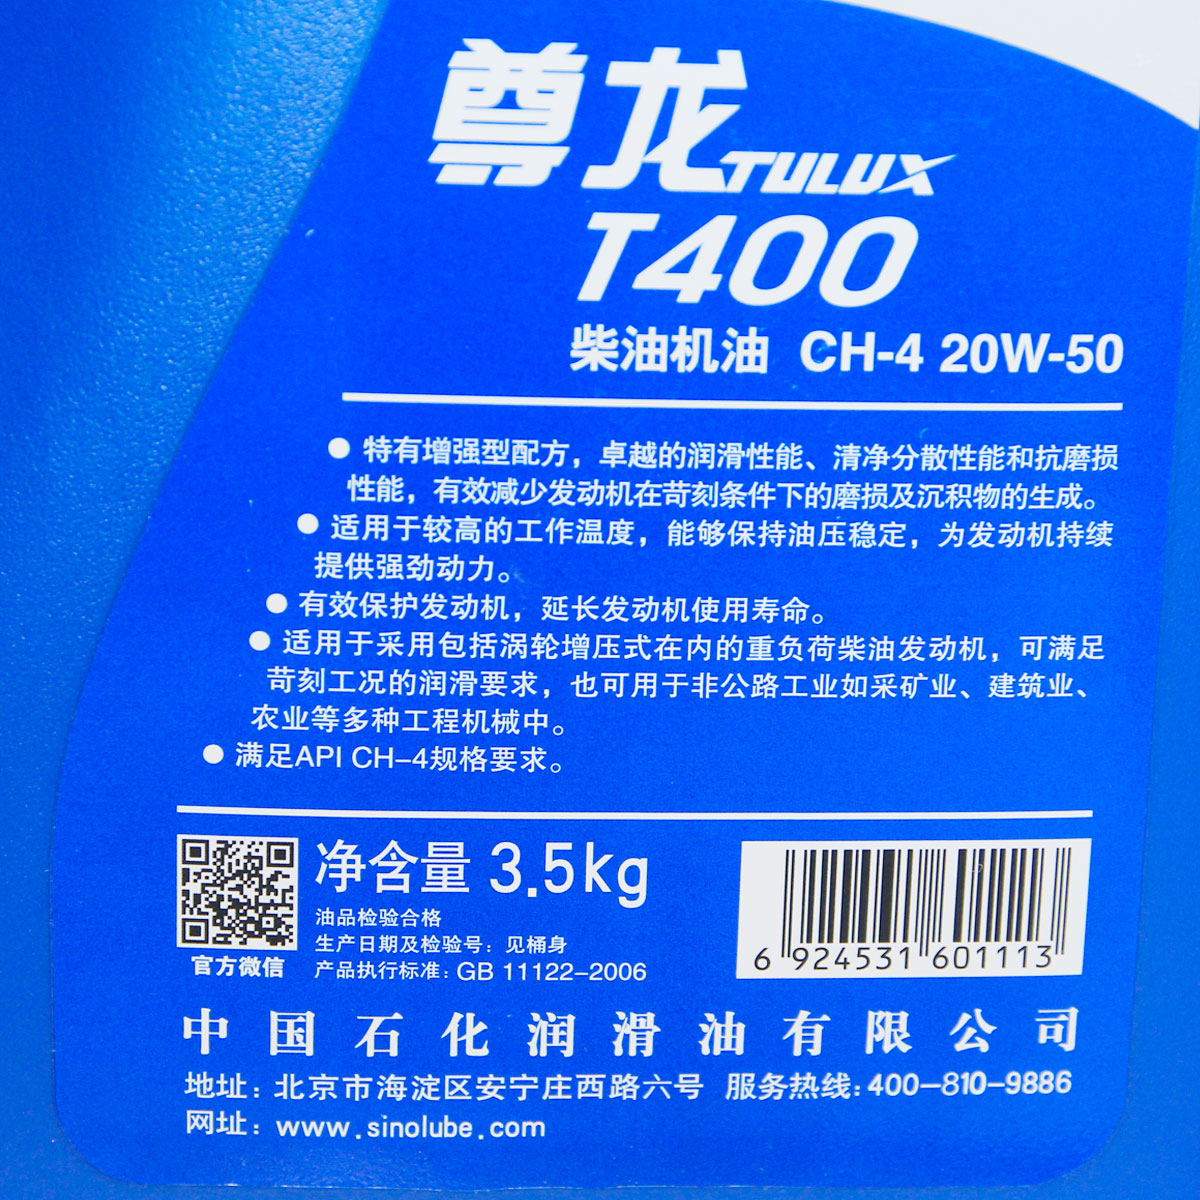 尊龙 TULUX
T400
柴油机油 CH-4 20W-50
● 特有增强型配方，卓越的润滑性能、清净分散性能和抗磨损
性能，有效减少发动机在苛刻条件下的磨损及沉积物的生成。
● 适用于较高的工作温度，能够保持油压稳定，为发动机持续
提供强劲动力。
● 有效保护发动机，延长发动机使用寿命。
● 适用于采用包括涡轮增压式在内的重负荷柴油发动机，可满足
苛刻工况的润滑要求，也可用于非公路工业如采矿业、建筑业、
农业等多种工程机械中。
● 满足API CH-4规格要求。
净含量 3.5kg
油品检验合格
生产日期及检验号：见桶身
产品执行标准：GB 11122-2006
官方微信
6 924531 601113
中国石化润滑油有限公司
地址：北京市海淀区安宁庄西路六号 服务热线：400-810-9886
网址：www.sinolube.com